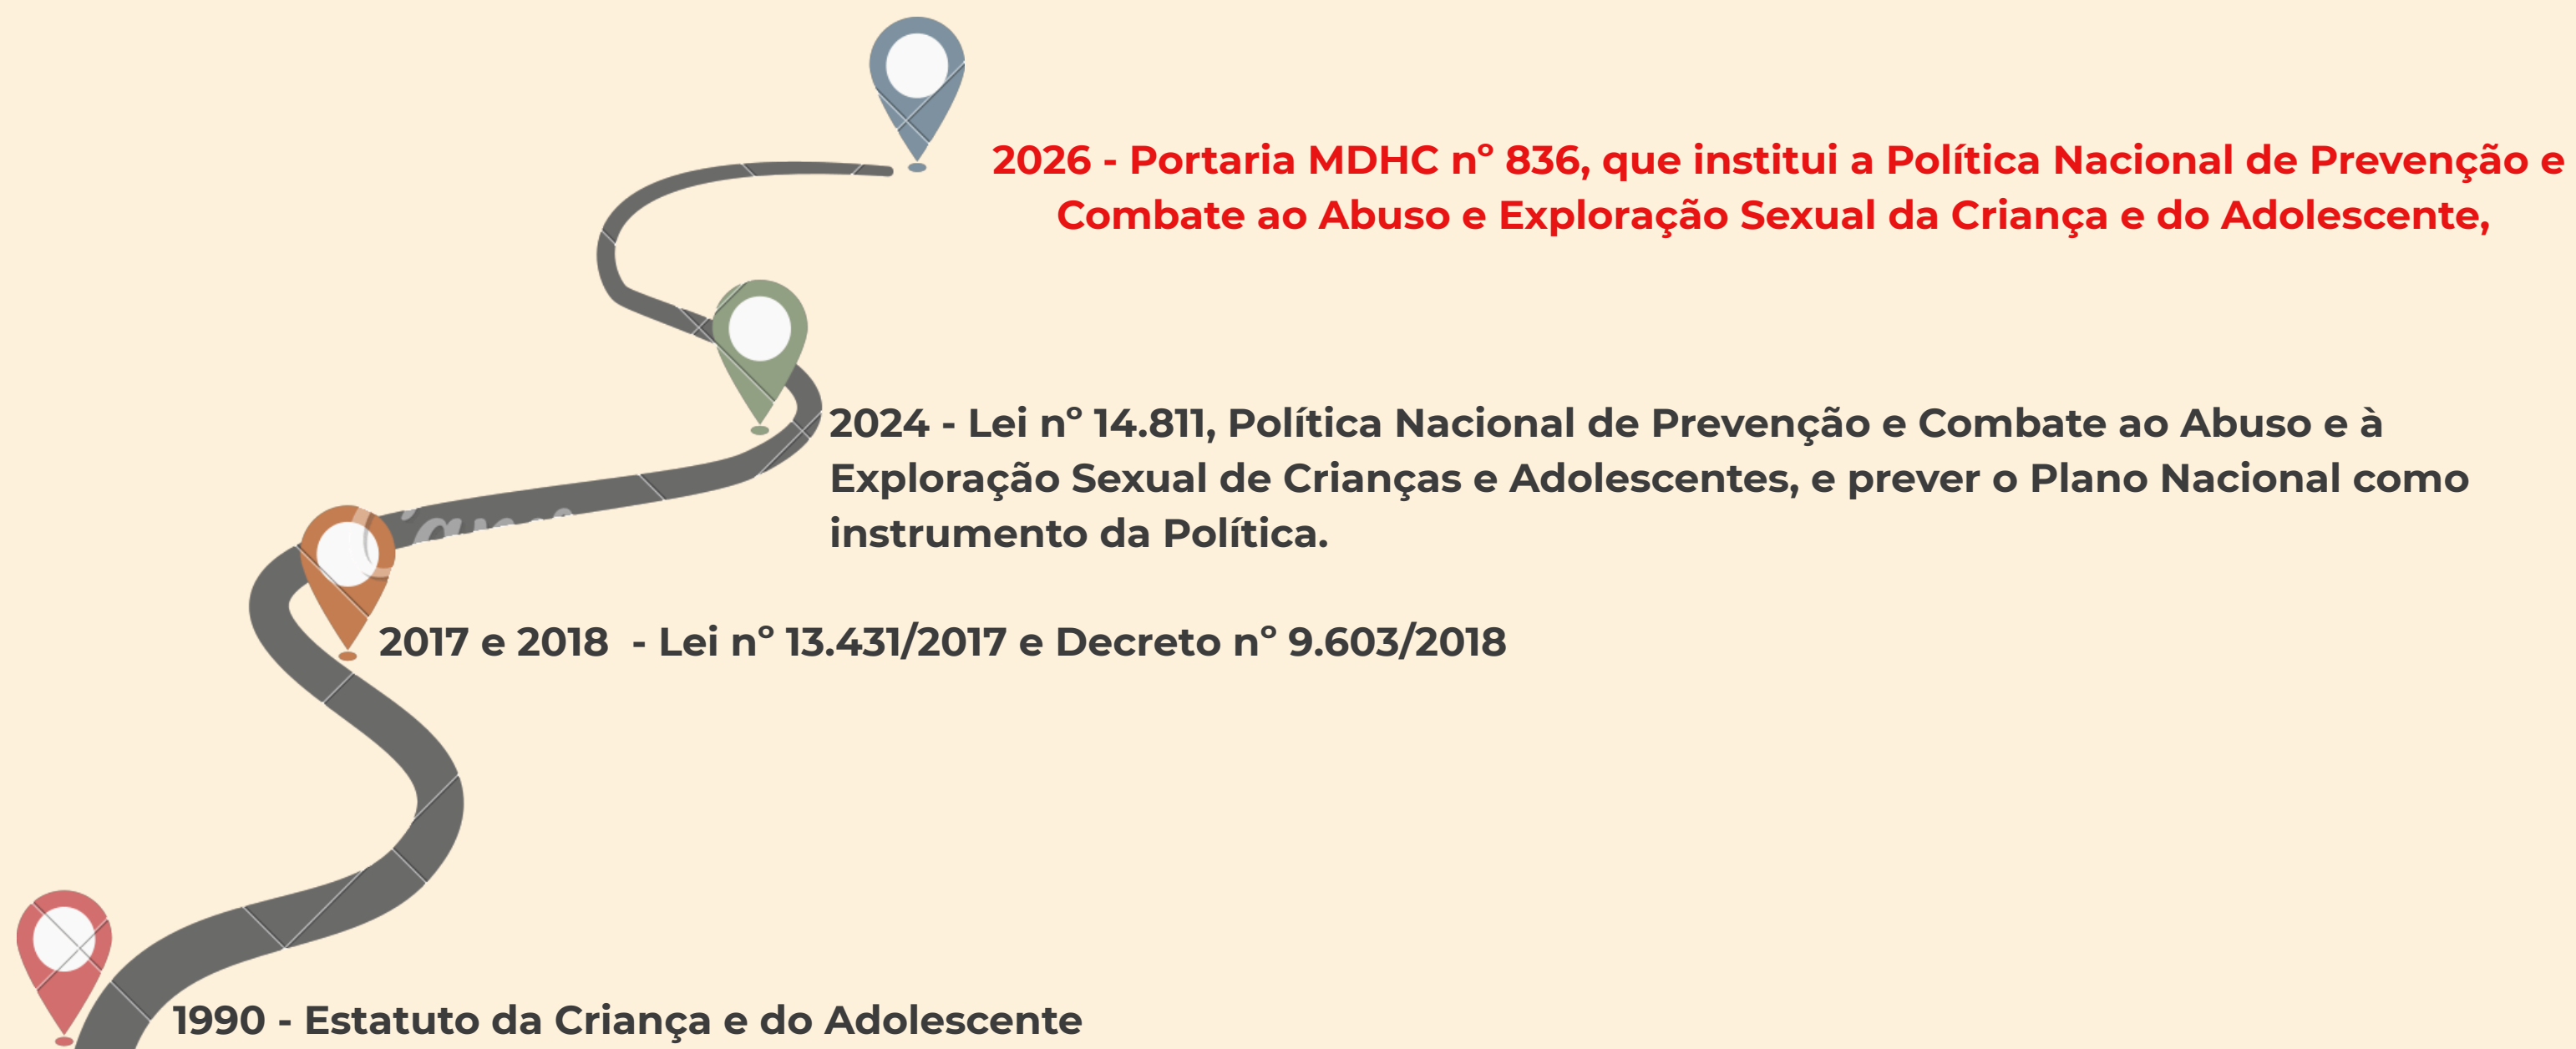 2026 - Portaria MDHC nº 836, que institui a Política Nacional de Prevenção e
Combate ao Abuso e Exploração Sexual da Criança e do Adolescente,
2024 - Lei nº 14.811, Política Nacional de Prevenção e Combate ao Abuso e à
Exploração Sexual de Crianças e Adolescentes, e prever o Plano Nacional como
instrumento da Política.
2017 e 2018 - Lei nº 13.431/2017 e Decreto nº 9.603/2018
1990 - Estatuto da Criança e do Adolescente